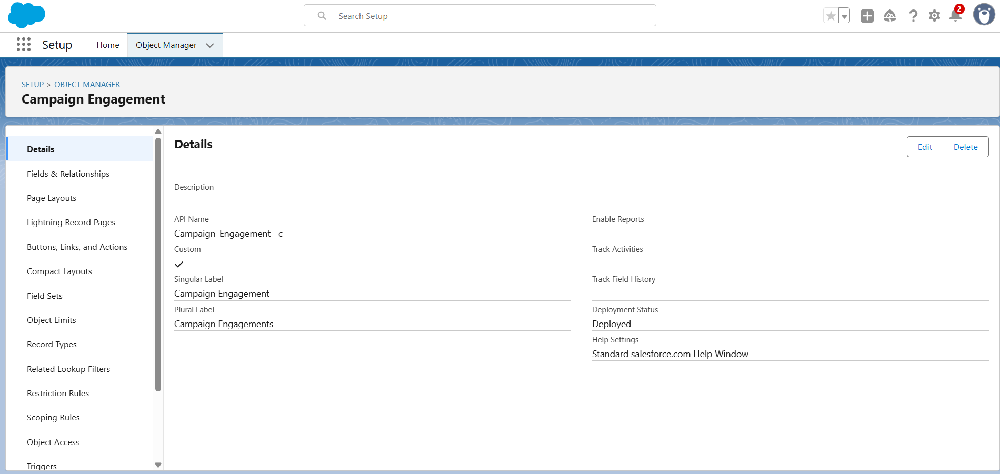 Search Setup
2
Setup
Home
Object Manager
SETUP > OBJECT MANAGER
Campaign Engagement
Details
Fields & Relationships
Page Layouts
Lightning Record Pages
Buttons, Links, and Actions
Compact Layouts
Field Sets
Object Limits
Record Types
Related Lookup Filters
Restriction Rules
Scoping Rules
Object Access
Triggers
Details
Edit
Delete
Description
API Name
Campaign_Engagement__c
Custom
Singular Label
Campaign Engagement
Plural Label
Campaign Engagements
Enable Reports
Track Activities
Track Field History
Deployment Status
Deployed
Help Settings
Standard salesforce.com Help Window